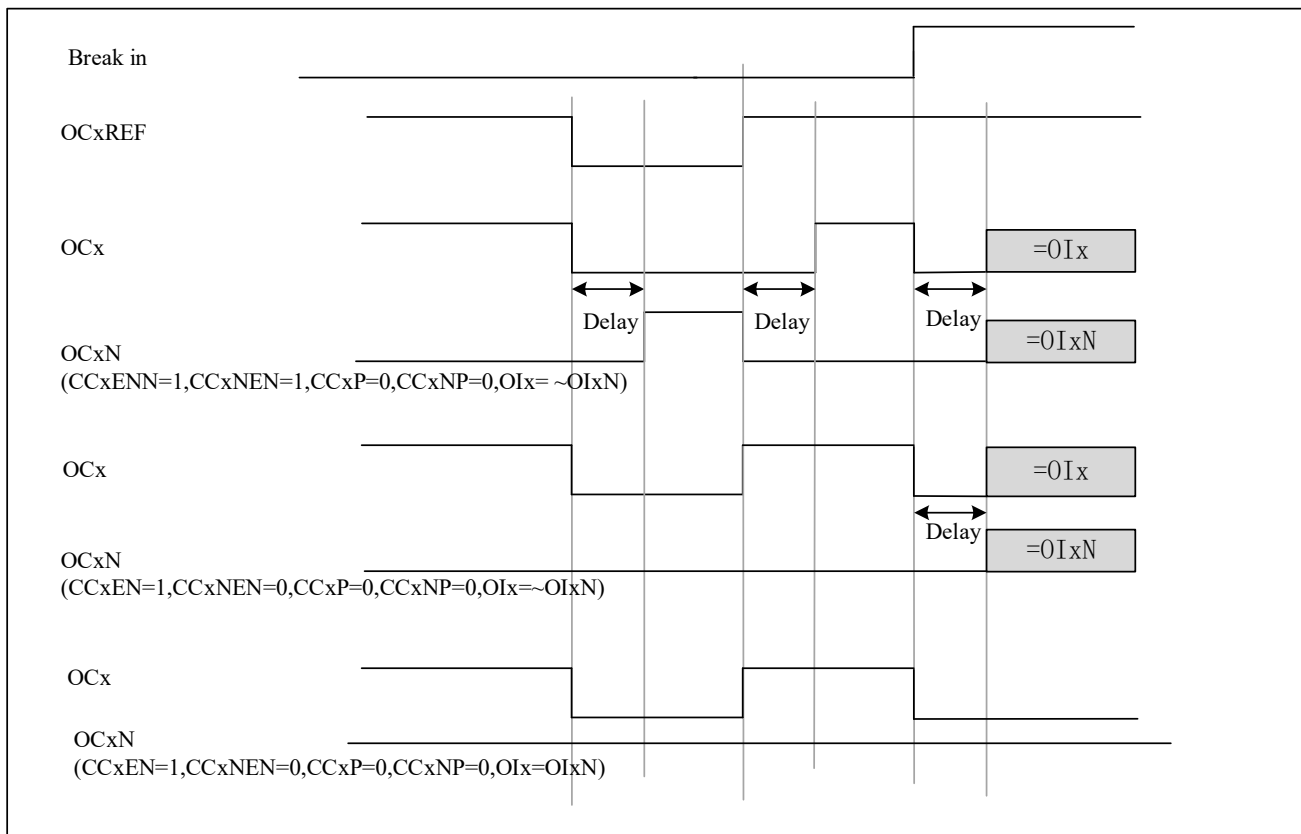 Break in
OCxREF
OCx
=OIx
Delay
Delay
Delay
OCxN
=OIxN
(CCxENN=1,CCxNEN=1,CCxP=0,CCxNP=0,OIx= ~OIxN)
OCx
=OIx
Delay
OCxN
=OIxN
(CCxEN=1,CCxNEN=0,CCxP=0,CCxNP=0,OIx=~OIxN)
OCx
OCxN
(CCxEN=1,CCxNEN=0,CCxP=0,CCxNP=0,OIx=OIxN)